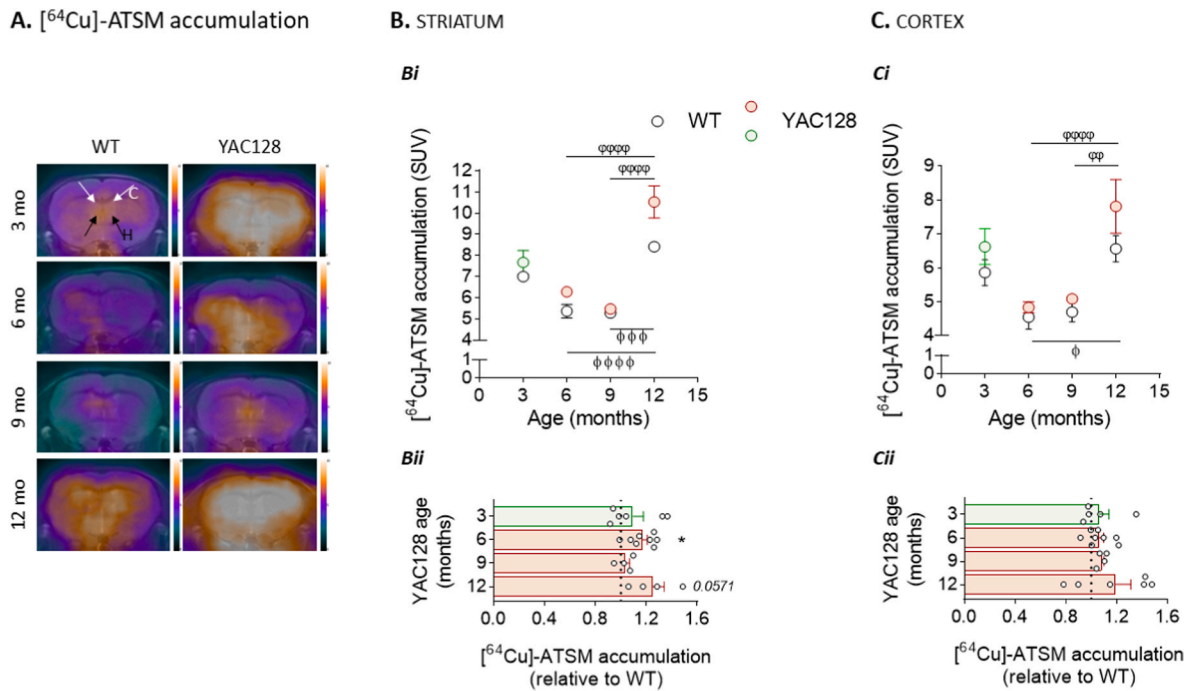 A. [64Cu]-ATSM accumulation
WT
YAC128
3 mo
C
H
6 mo
9 mo
12 mo
B. STRIATUM
Bi
WT
YAC128
[64Cu]-ATSM accumulation (SUV)
12
11
10
9
8
7
6
5
4
1
0
φφφφ
φφφφ
ϕ ϕ ϕ
ϕ ϕ ϕ ϕ
0 3 6 9 12 15
Age (months)
Bii
YAC128 age
(months)
3
6
9
12
*
0.0571
0.0 0.4 0.8 1.2 1.6
[64Cu]-ATSM accumulation
(relative to WT)
C. CORTEX
Ci
[64Cu]-ATSM accumulation (SUV)
9
8
7
6
5
4
1
0
φφφφ
φφ
ϕ
0 3 6 9 12 15
Age (months)
Cii
YAC128 age
(months)
3
6
9
12
0.0 0.4 0.8 1.2 1.6
[64Cu]-ATSM accumulation
(relative to WT)